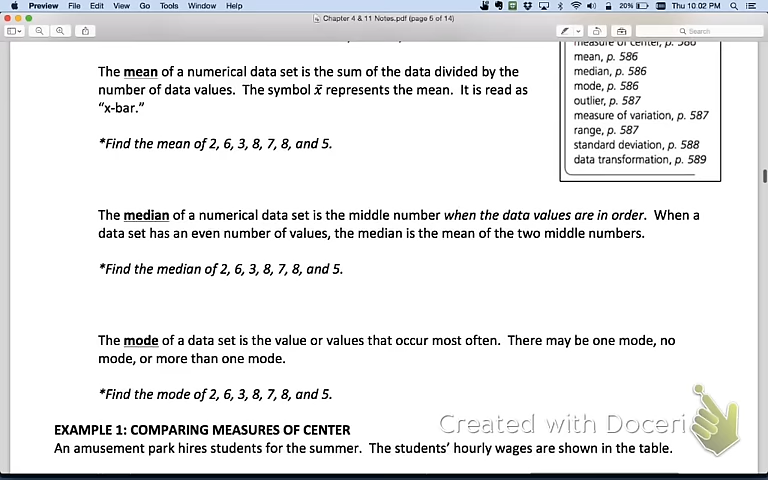 Preview File Edit View Go Tools Window Help 20% Thu 10:02 PM
Chapter 4 & 11 Notes.pdf (page 5 of 14)
Search
measure of center, p. 586
The mean of a numerical data set is the sum of the data divided by the
number of data values. The symbol x̄ represents the mean. It is read as
“x-bar.”
*Find the mean of 2, 6, 3, 8, 7, 8, and 5.
mean, p. 586
median, p. 586
mode, p. 586
outlier, p. 587
measure of variation, p. 587
range, p. 587
standard deviation, p. 588
data transformation, p. 589
The median of a numerical data set is the middle number when the data values are in order. When a
data set has an even number of values, the median is the mean of the two middle numbers.
*Find the median of 2, 6, 3, 8, 7, 8, and 5.
The mode of a data set is the value or values that occur most often. There may be one mode, no
mode, or more than one mode.
*Find the mode of 2, 6, 3, 8, 7, 8, and 5.
EXAMPLE 1: COMPARING MEASURES OF CENTER
An amusement park hires students for the summer. The students’ hourly wages are shown in the table.
Created with Doceri